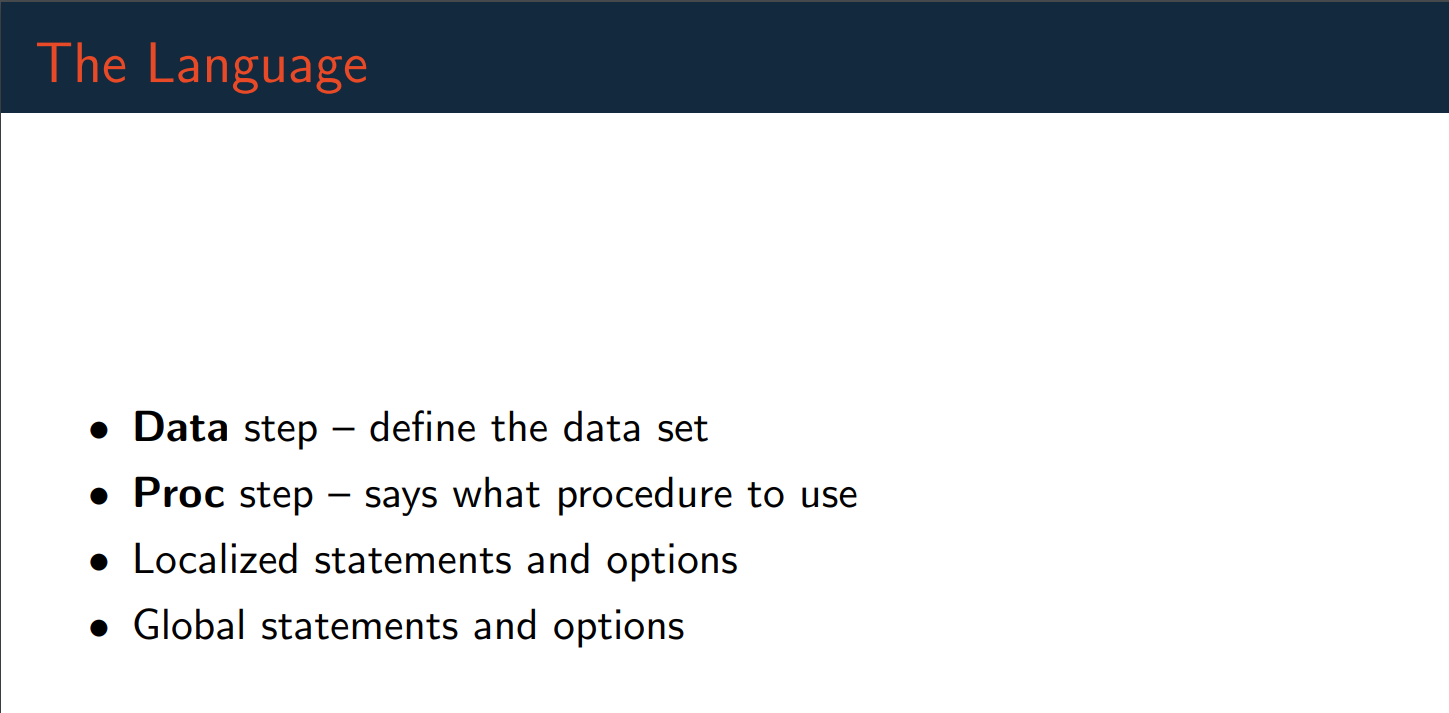 The Language
• Data step – define the data set
• Proc step – says what procedure to use
• Localized statements and options
• Global statements and options